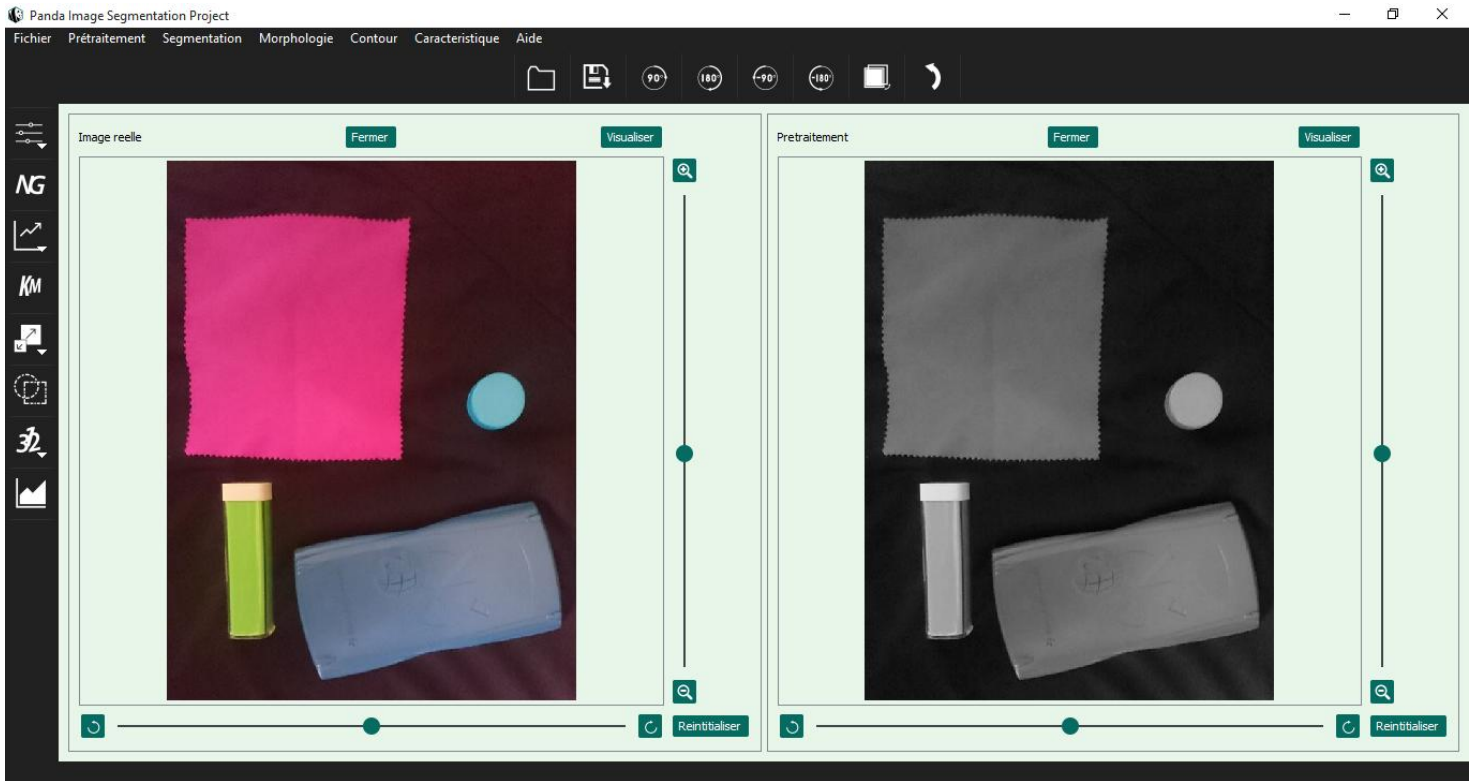 Panda Image Segmentation Project
Fichier Prétraitement Segmentation Morphologie Contour Caracteristique Aide
90° 180° -90° -180°
Image reelle Fermer Visualiser
Pretraitement Fermer Visualiser
NG
KM
312
Reintitialiser
Reintitialiser